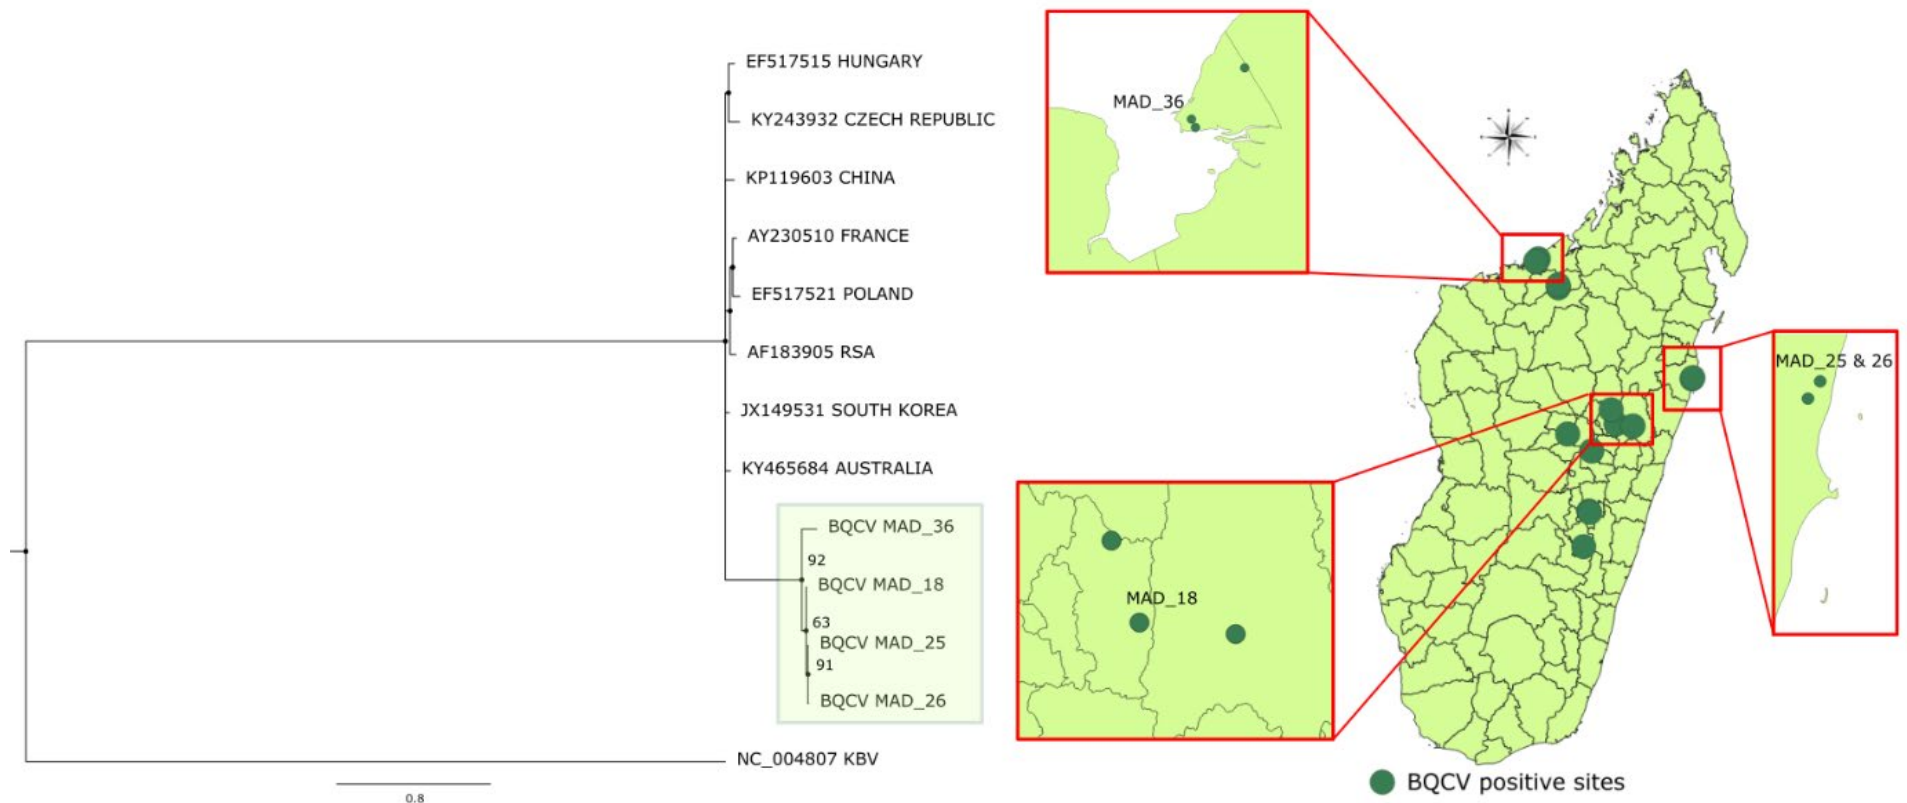 EF517515 HUNGARY
KY243932 CZECH REPUBLIC
KP119603 CHINA
AY230510 FRANCE
EF517521 POLAND
AF183905 RSA
JX149531 SOUTH KOREA
KY465684 AUSTRALIA
BQCV MAD_36
92
BQCV MAD_18
63
BQCV MAD_25
91
BQCV MAD_26
NC_004807 KBV
0.8
MAD_36
MAD_25 & 26
MAD_18
BQCV positive sites